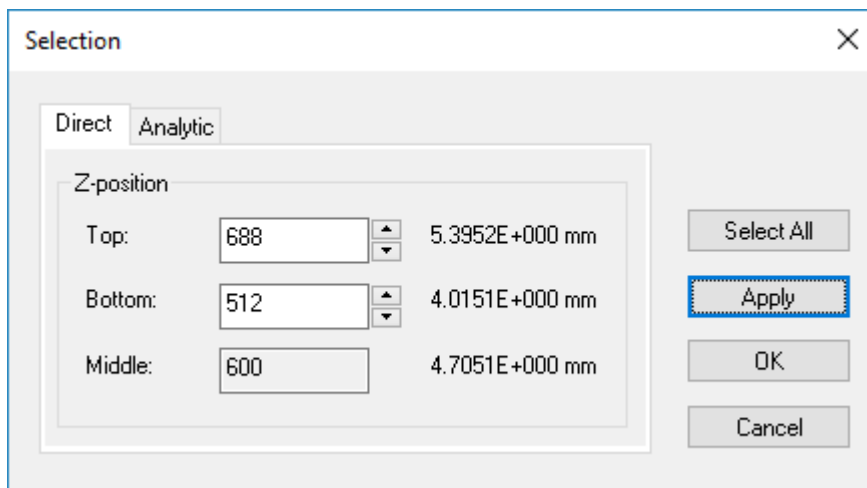 Selection
Direct Analytic
Z-position
Top: 688 5.3952E+000 mm
Bottom: 512 4.0151E+000 mm
Middle: 600 4.7051E+000 mm
Select All
Apply
OK
Cancel